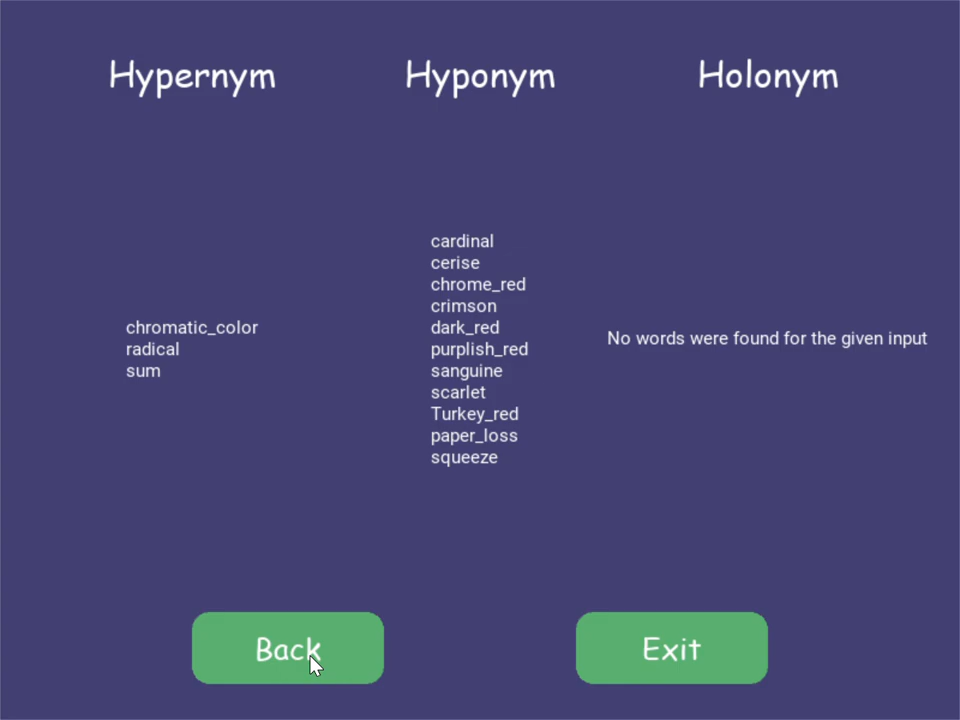 Hypernym
Hyponym
Holonym
chromatic_color
radical
sum
cardinal
cerise
chrome_red
crimson
dark_red
purplish_red
sanguine
scarlet
Turkey_red
paper_loss
squeeze
No words were found for the given input
Back
Exit